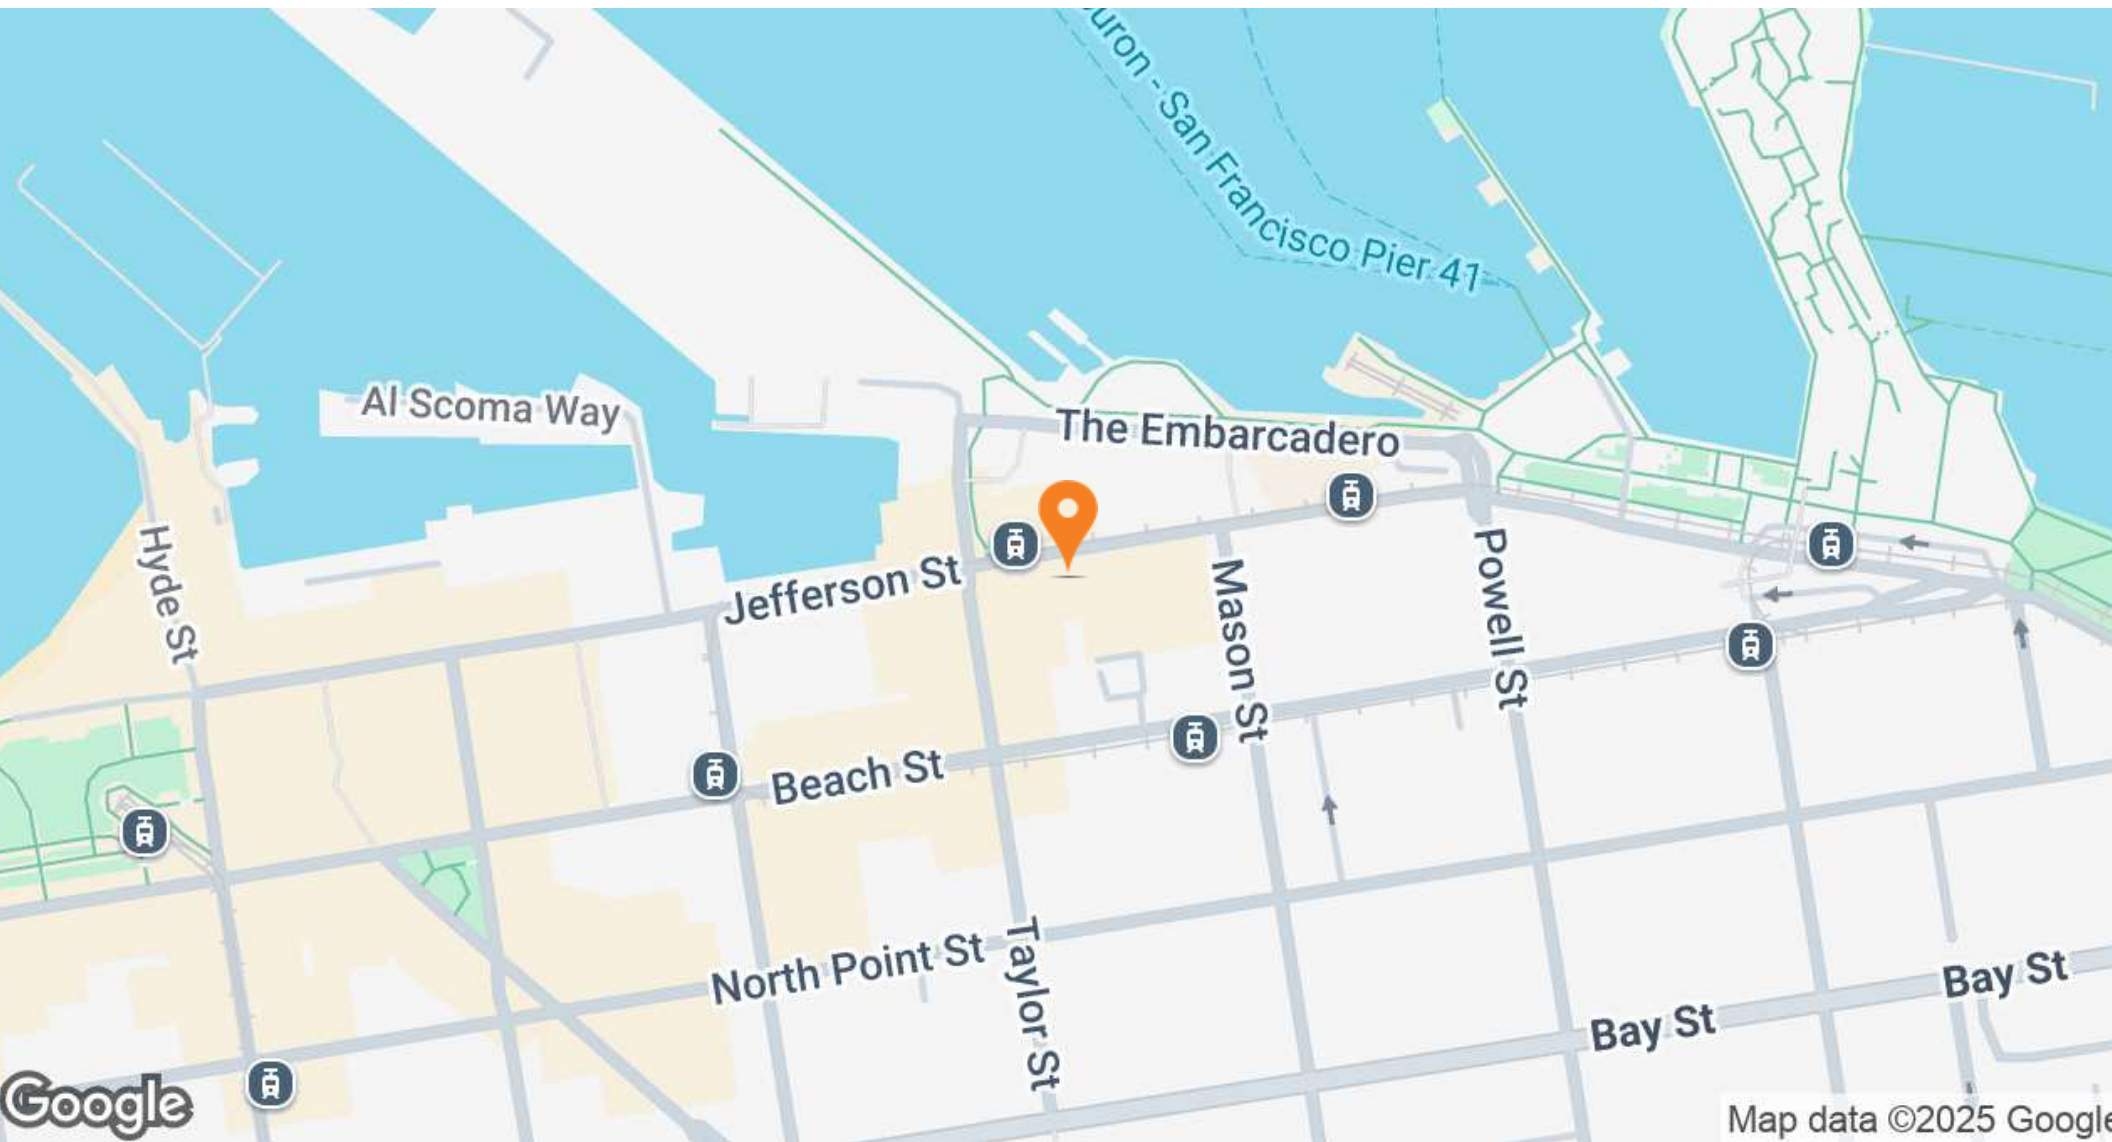 uron - San Francisco Pier 41
Al Scoma Way
The Embarcadero
Hyde St
Jefferson St
Mason St
Powell St
Beach St
North Point St
Taylor St
Bay St
Bay St
Google
Map data ©2025 Google